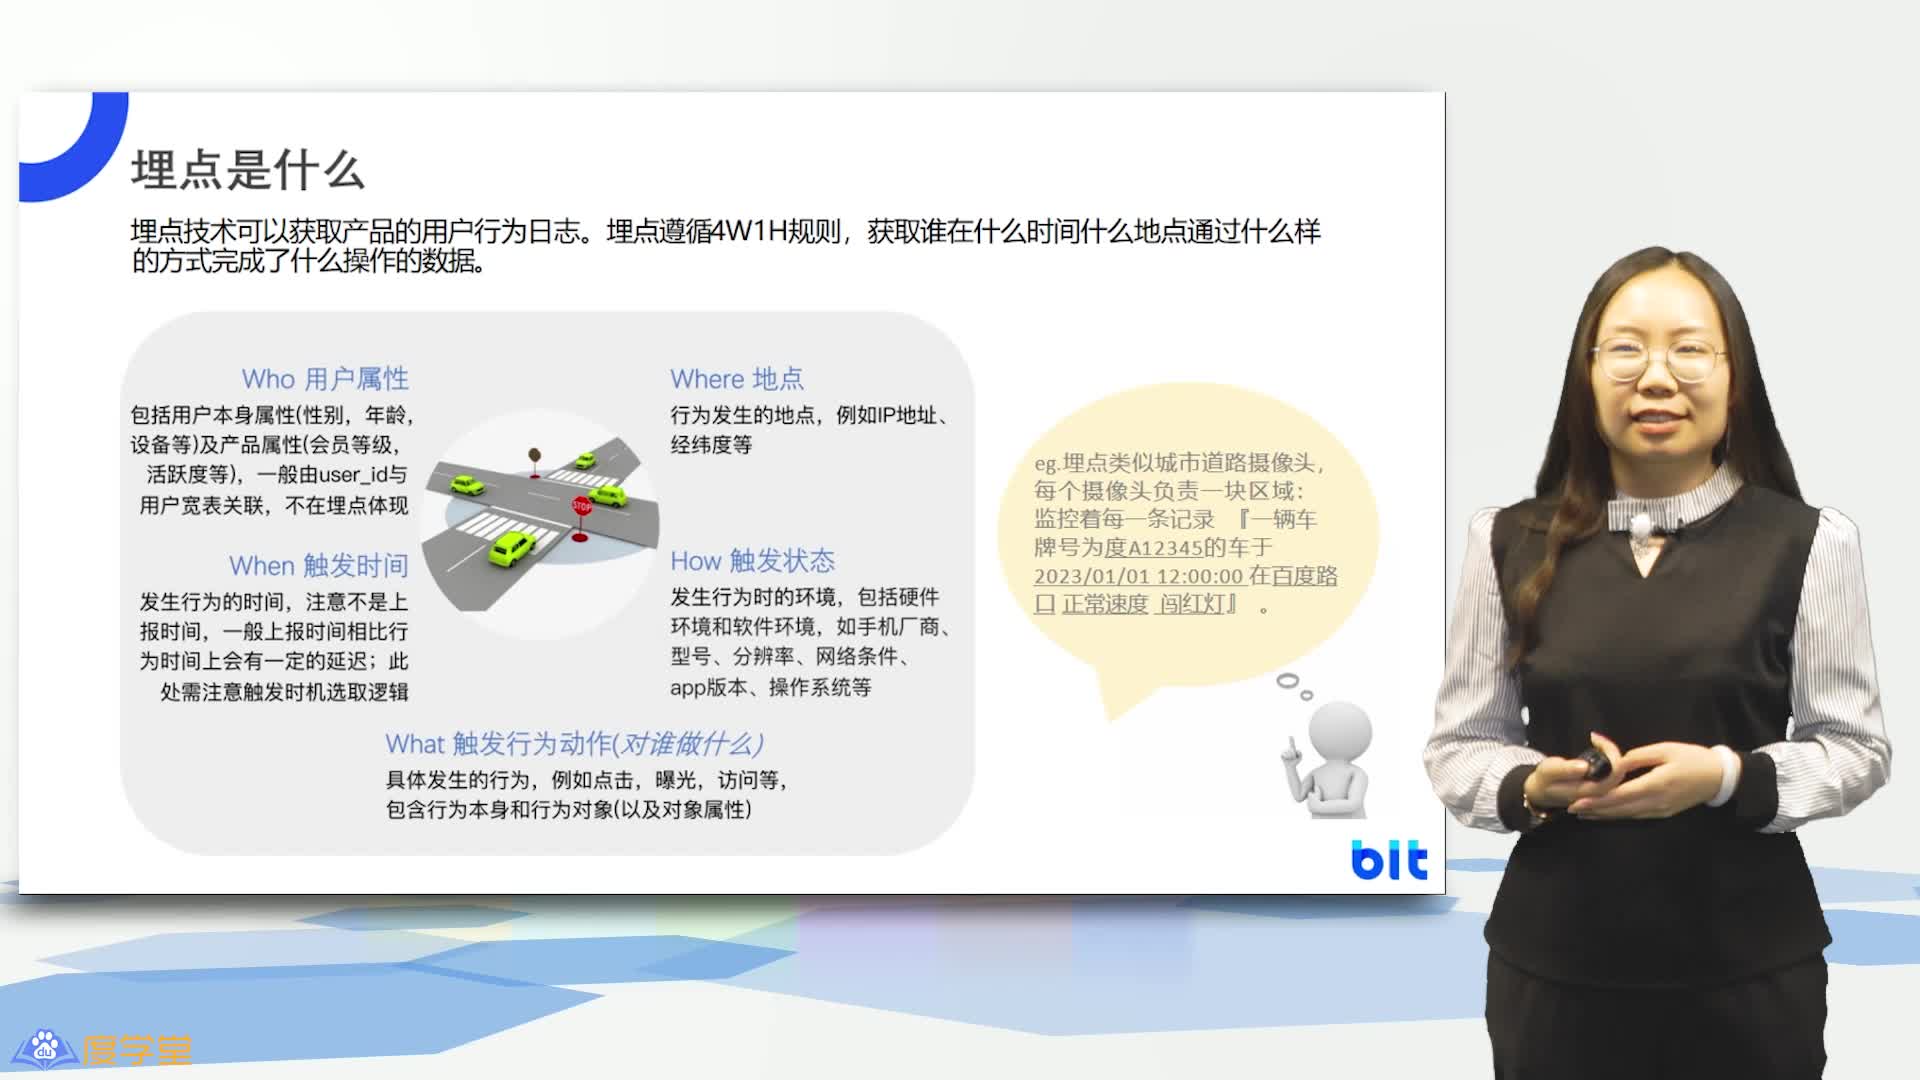 埋点是什么
埋点技术可以获取产品的用户行为日志。埋点遵循4W1H规则，获取谁在什么时间什么地点通过什么样
的方式完成了什么操作的数据。
Who 用户属性
包括用户本身属性(性别，年龄，
设备等)及产品属性(会员等级，
活跃度等)，一般由user_id与
用户宽表关联，不在埋点体现
When 触发时间
发生行为的时间，注意不是上
报时间，一般上报时间相比行
为时间上会有一定的延迟；此
处需注意触发时机选取逻辑
STOP
Where 地点
行为发生的地点，例如IP地址、
经纬度等
How 触发状态
发生行为时的环境，包括硬件
环境和软件环境，如手机厂商、
型号、分辨率、网络条件、
app版本、操作系统等
What 触发行为动作(对谁做什么)
具体发生的行为，例如点击，曝光，访问等，
包含行为本身和行为对象(以及对象属性)
eg.埋点类似城市道路摄像头，
每个摄像头负责一块区域：
监控着每一条记录 『一辆车
牌号为度A12345的车于
2023/01/01 12:00:00 在百度路
口 正常速度 闯红灯』 。
bit
du 度学堂